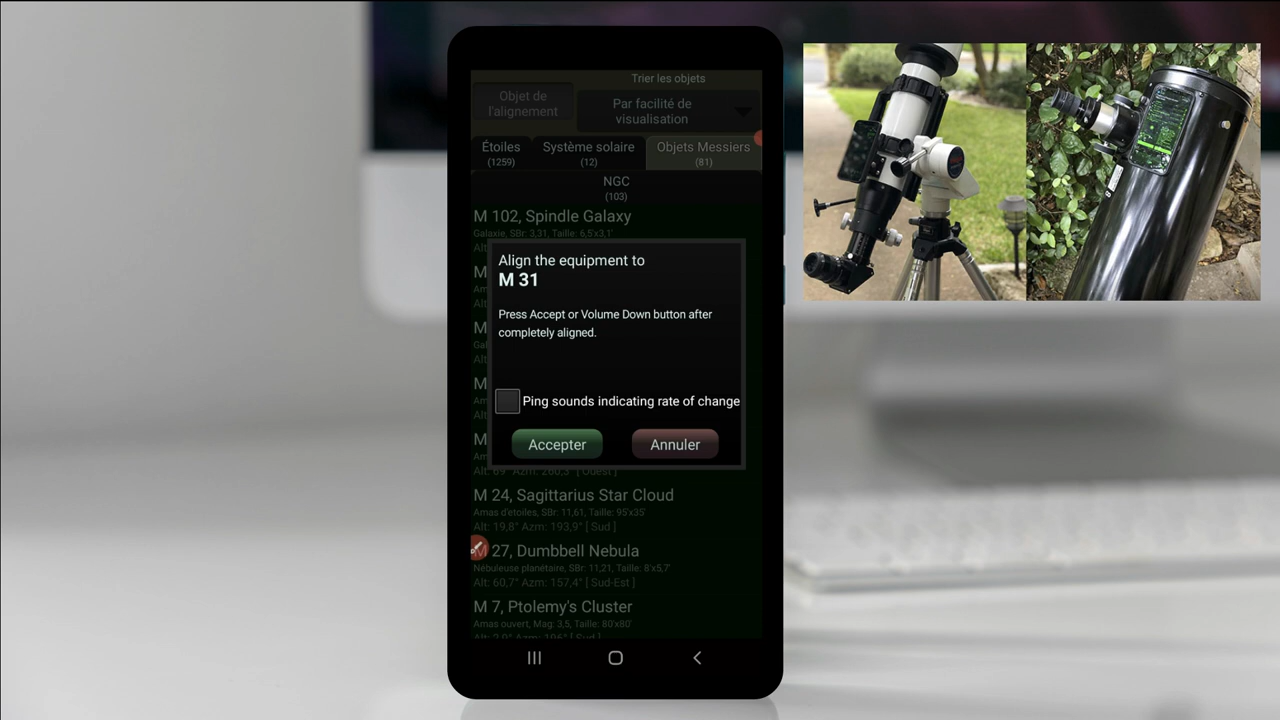 Trier les objets
Objet de
l'alignement
Par facilité de
visualisation
Étoiles
(1259)
Système solaire
(12)
Objets Messiers
(81)
NGC
(103)
M 102, Spindle Galaxy
Galaxie, SBr: 3,31, Taille: 6,5'x3,1'
Align the equipment to
M 31
Press Accept or Volume Down button after
completely aligned.
Ping sounds indicating rate of change
Accepter
Annuler
M 24, Sagittarius Star Cloud
Amas d'etoiles, SBr: 11,61, Taille: 95'x35'
Alt: 19,8° Azm: 193,9° [ Sud ]
27, Dumbbell Nebula
Nébuleuse planétaire, SBr: 11,21, Taille: 8'x5,7'
Alt: 60,7° Azm: 157,4° [ Sud-Est ]
M 7, Ptolemy's Cluster
Amas ouvert, Mag: 3,5, Taille: 80'x80'